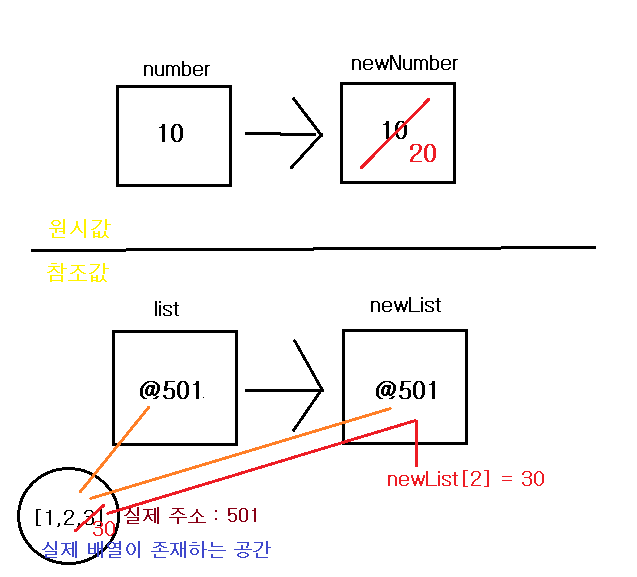 number
newNumber
10
10
20
원시값
참조값
list
newList
@501
@501
newList[2] = 30
[1,2,3]
30
실제 주소 : 501
실제 배열이 존재하는 공간